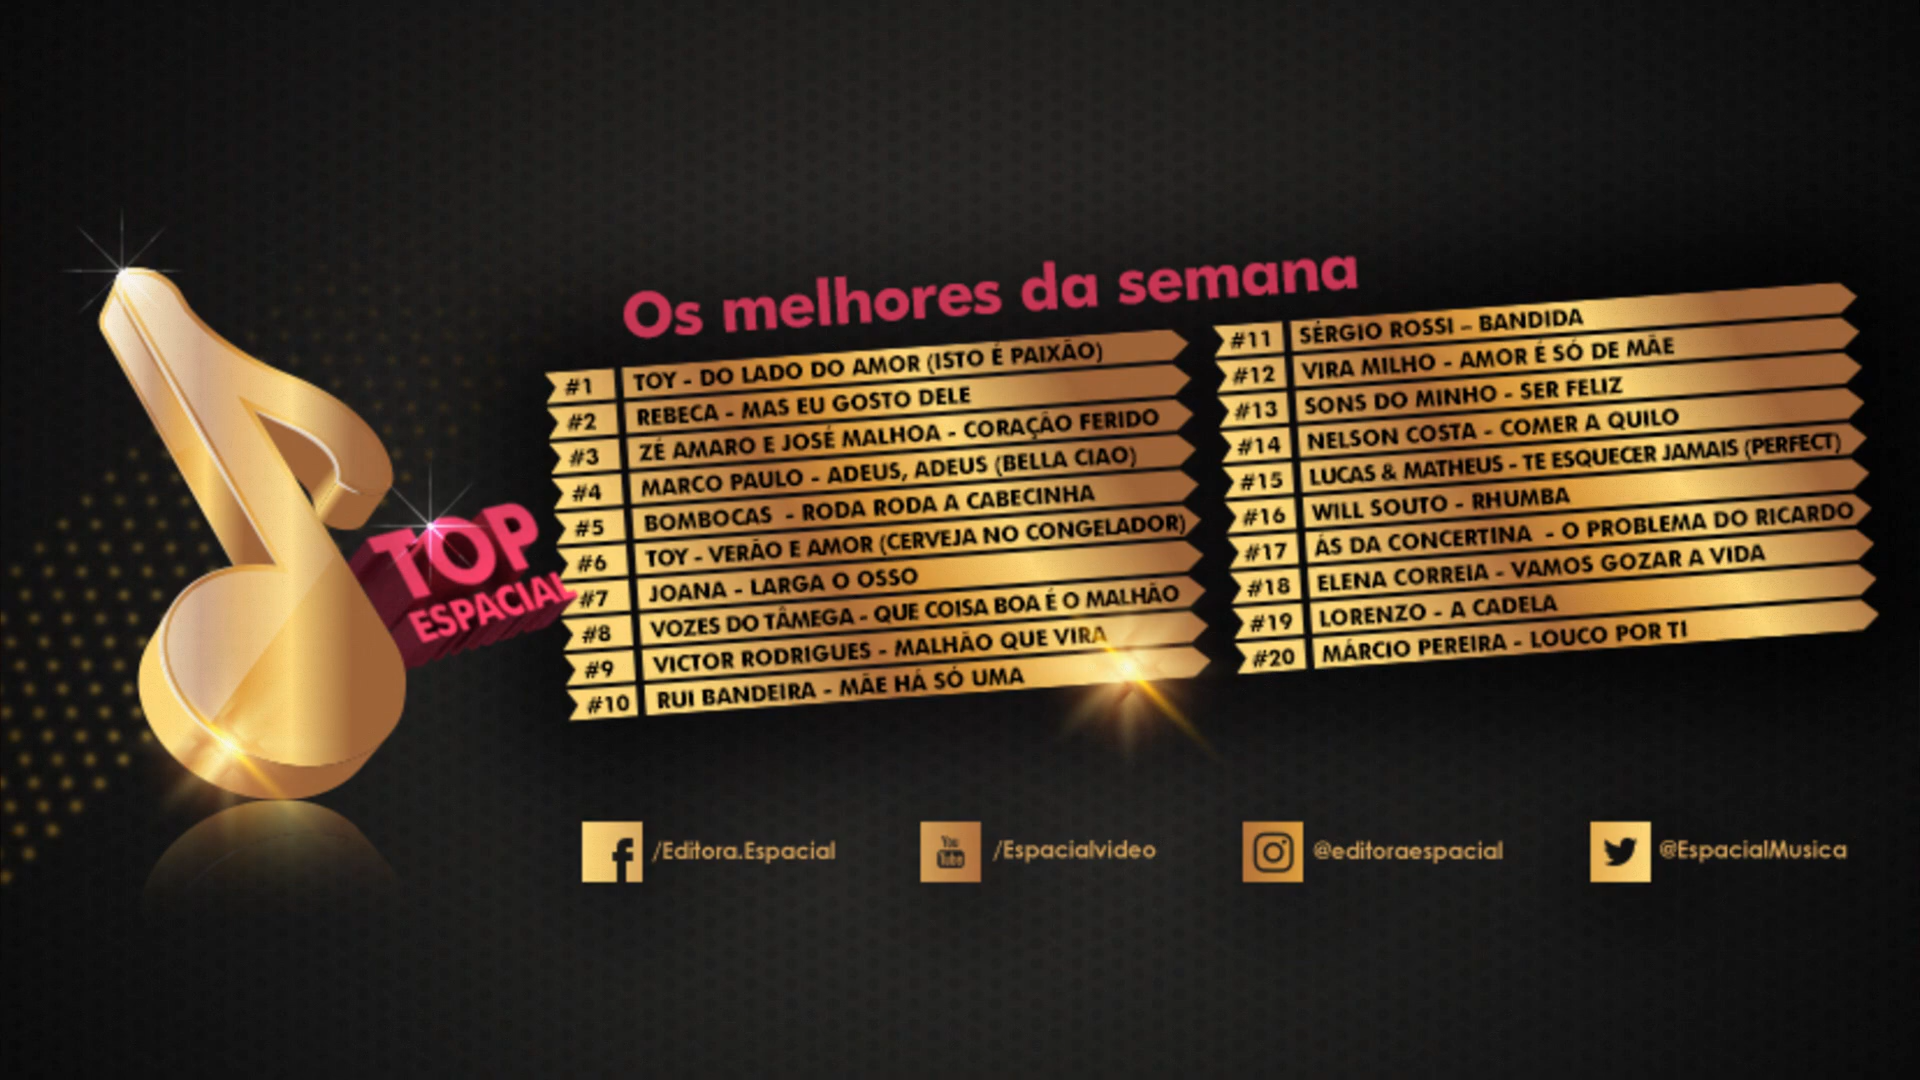 TOP
ESPACIAL
Os melhores da semana
#1 TOY - DO LADO DO AMOR (ISTO É PAIXÃO)
#2 REBECA - MAS EU GOSTO DELE
#3 ZÉ AMARO E JOSÉ MALHOA - CORAÇÃO FERIDO
#4 MARCO PAULO - ADEUS, ADEUS (BELLA CIAO)
#5 BOMBOCAS - RODA RODA A CABECINHA
#6 TOY - VERÃO E AMOR (CERVEJA NO CONGELADOR)
#7 JOANA - LARGA O OSSO
#8 VOZES DO TÂMEGA - QUE COISA BOA É O MALHÃO
#9 VICTOR RODRIGUES - MALHÃO QUE VIRA
#10 RUI BANDEIRA - MÃE HÁ SÓ UMA
#11 SÉRGIO ROSSI – BANDIDA
#12 VIRA MILHO - AMOR É SÓ DE MÃE
#13 SONS DO MINHO - SER FELIZ
#14 NELSON COSTA - COMER A QUILO
#15 LUCAS & MATHEUS - TE ESQUECER JAMAIS (PERFECT)
#16 WILL SOUTO - RHUMBA
#17 ÁS DA CONCERTINA - O PROBLEMA DO RICARDO
#18 ELENA CORREIA - VAMOS GOZAR A VIDA
#19 LORENZO - A CADELA
#20 MÁRCIO PEREIRA - LOUCO POR TI
/Editora.Espacial
You Tube /Espacialvideo
@editoraespacial
@EspacialMusica